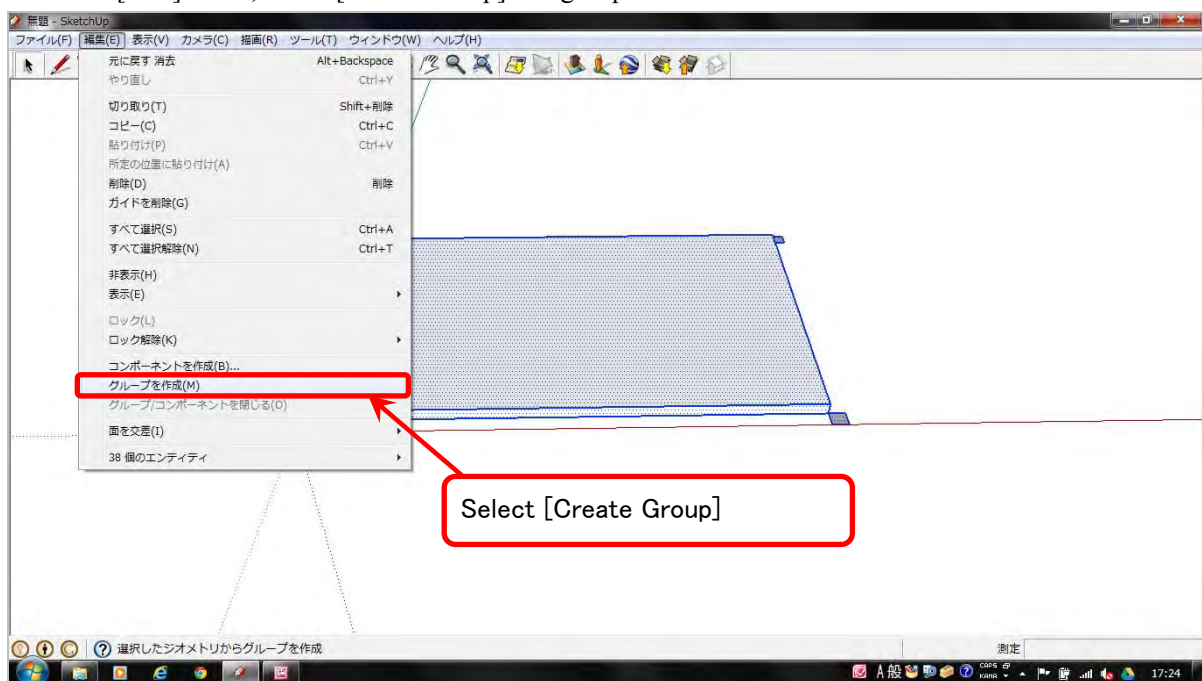 無題 - SketchUp
ファイル(F) 編集(E) 表示(V) カメラ(C) 描画(R) ツール(T) ウィンドウ(W) ヘルプ(H)
元に戻す 消去 Alt+Backspace
やり直し Ctrl+Y
切り取り(T) Shift+削除
コピー(C) Ctrl+C
貼り付け(P) Ctrl+V
所定の位置に貼り付け(A)
削除(D) 削除
ガイドを削除(G)
すべて選択(S) Ctrl+A
すべて選択解除(N) Ctrl+T
非表示(H)
表示(E)
ロック(L)
ロック解除(K)
コンポーネントを作成(B)...
グループを作成(M)
グループ/コンポーネントを閉じる(O)
面を交差(I)
38 個のエンティティ
Select [Create Group]
選択したジオメトリからグループを作成
測定
A 般 CAPS KANA 17:24